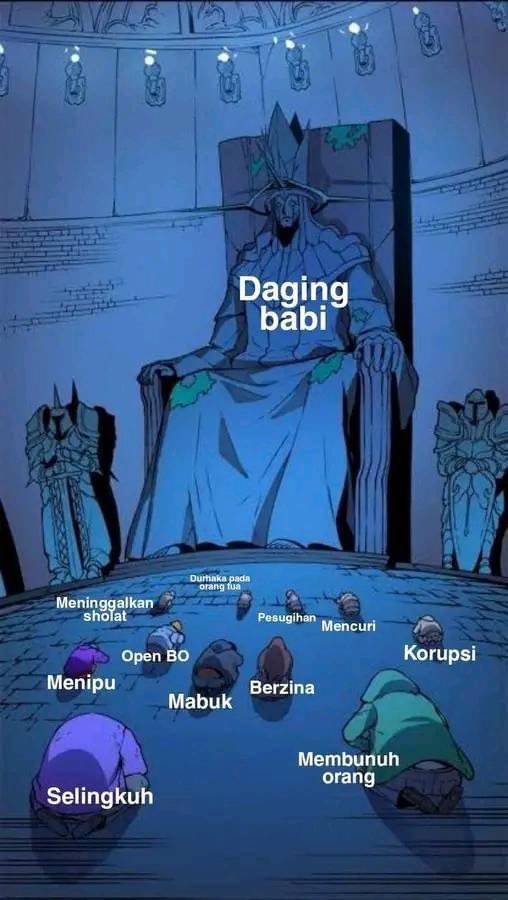 Daging
babi
Durhaka pada
orang tua
Meninggalkan
sholat
Pesugihan
Mencuri
Open BO
Korupsi
Menipu
Mabuk
Berzina
Membunuh
orang
Selingkuh